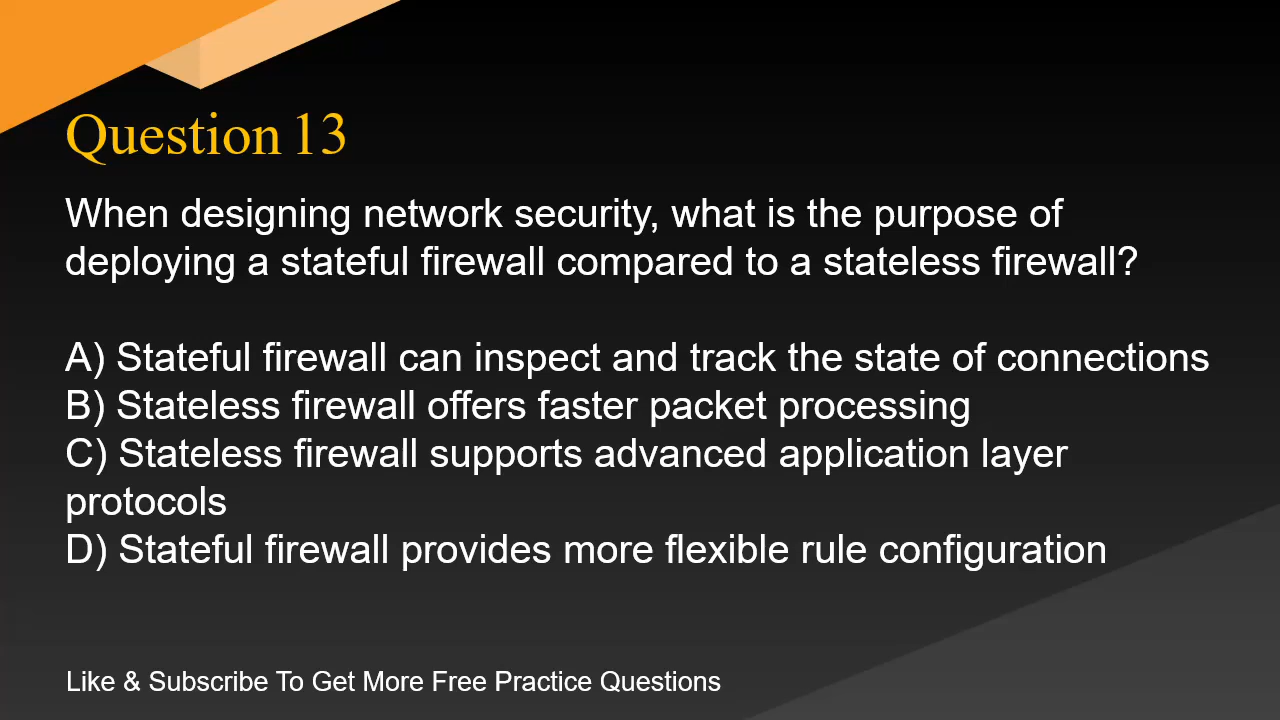 Question 13
When designing network security, what is the purpose of
deploying a stateful firewall compared to a stateless firewall?
A) Stateful firewall can inspect and track the state of connections
B) Stateless firewall offers faster packet processing
C) Stateless firewall supports advanced application layer
protocols
D) Stateful firewall provides more flexible rule configuration
Like & Subscribe To Get More Free Practice Questions